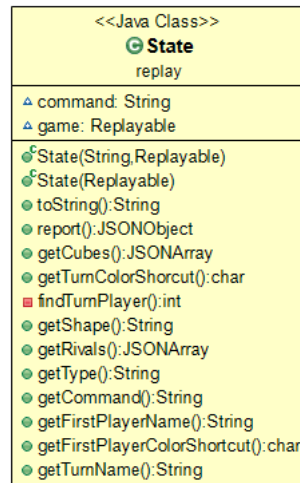 <<Java Class>>
C State
replay
command: String
game: Replayable
C State(String,Replayable)
C State(Replayable)
toString():String
report():JSONObject
getCubes():JSONArray
getTurnColorShorcut():char
findTurnPlayer():int
getShape():String
getRivals():JSONArray
getType():String
getCommand():String
getFirstPlayerName():String
getFirstPlayerColorShortcut():char
getTurnName():String